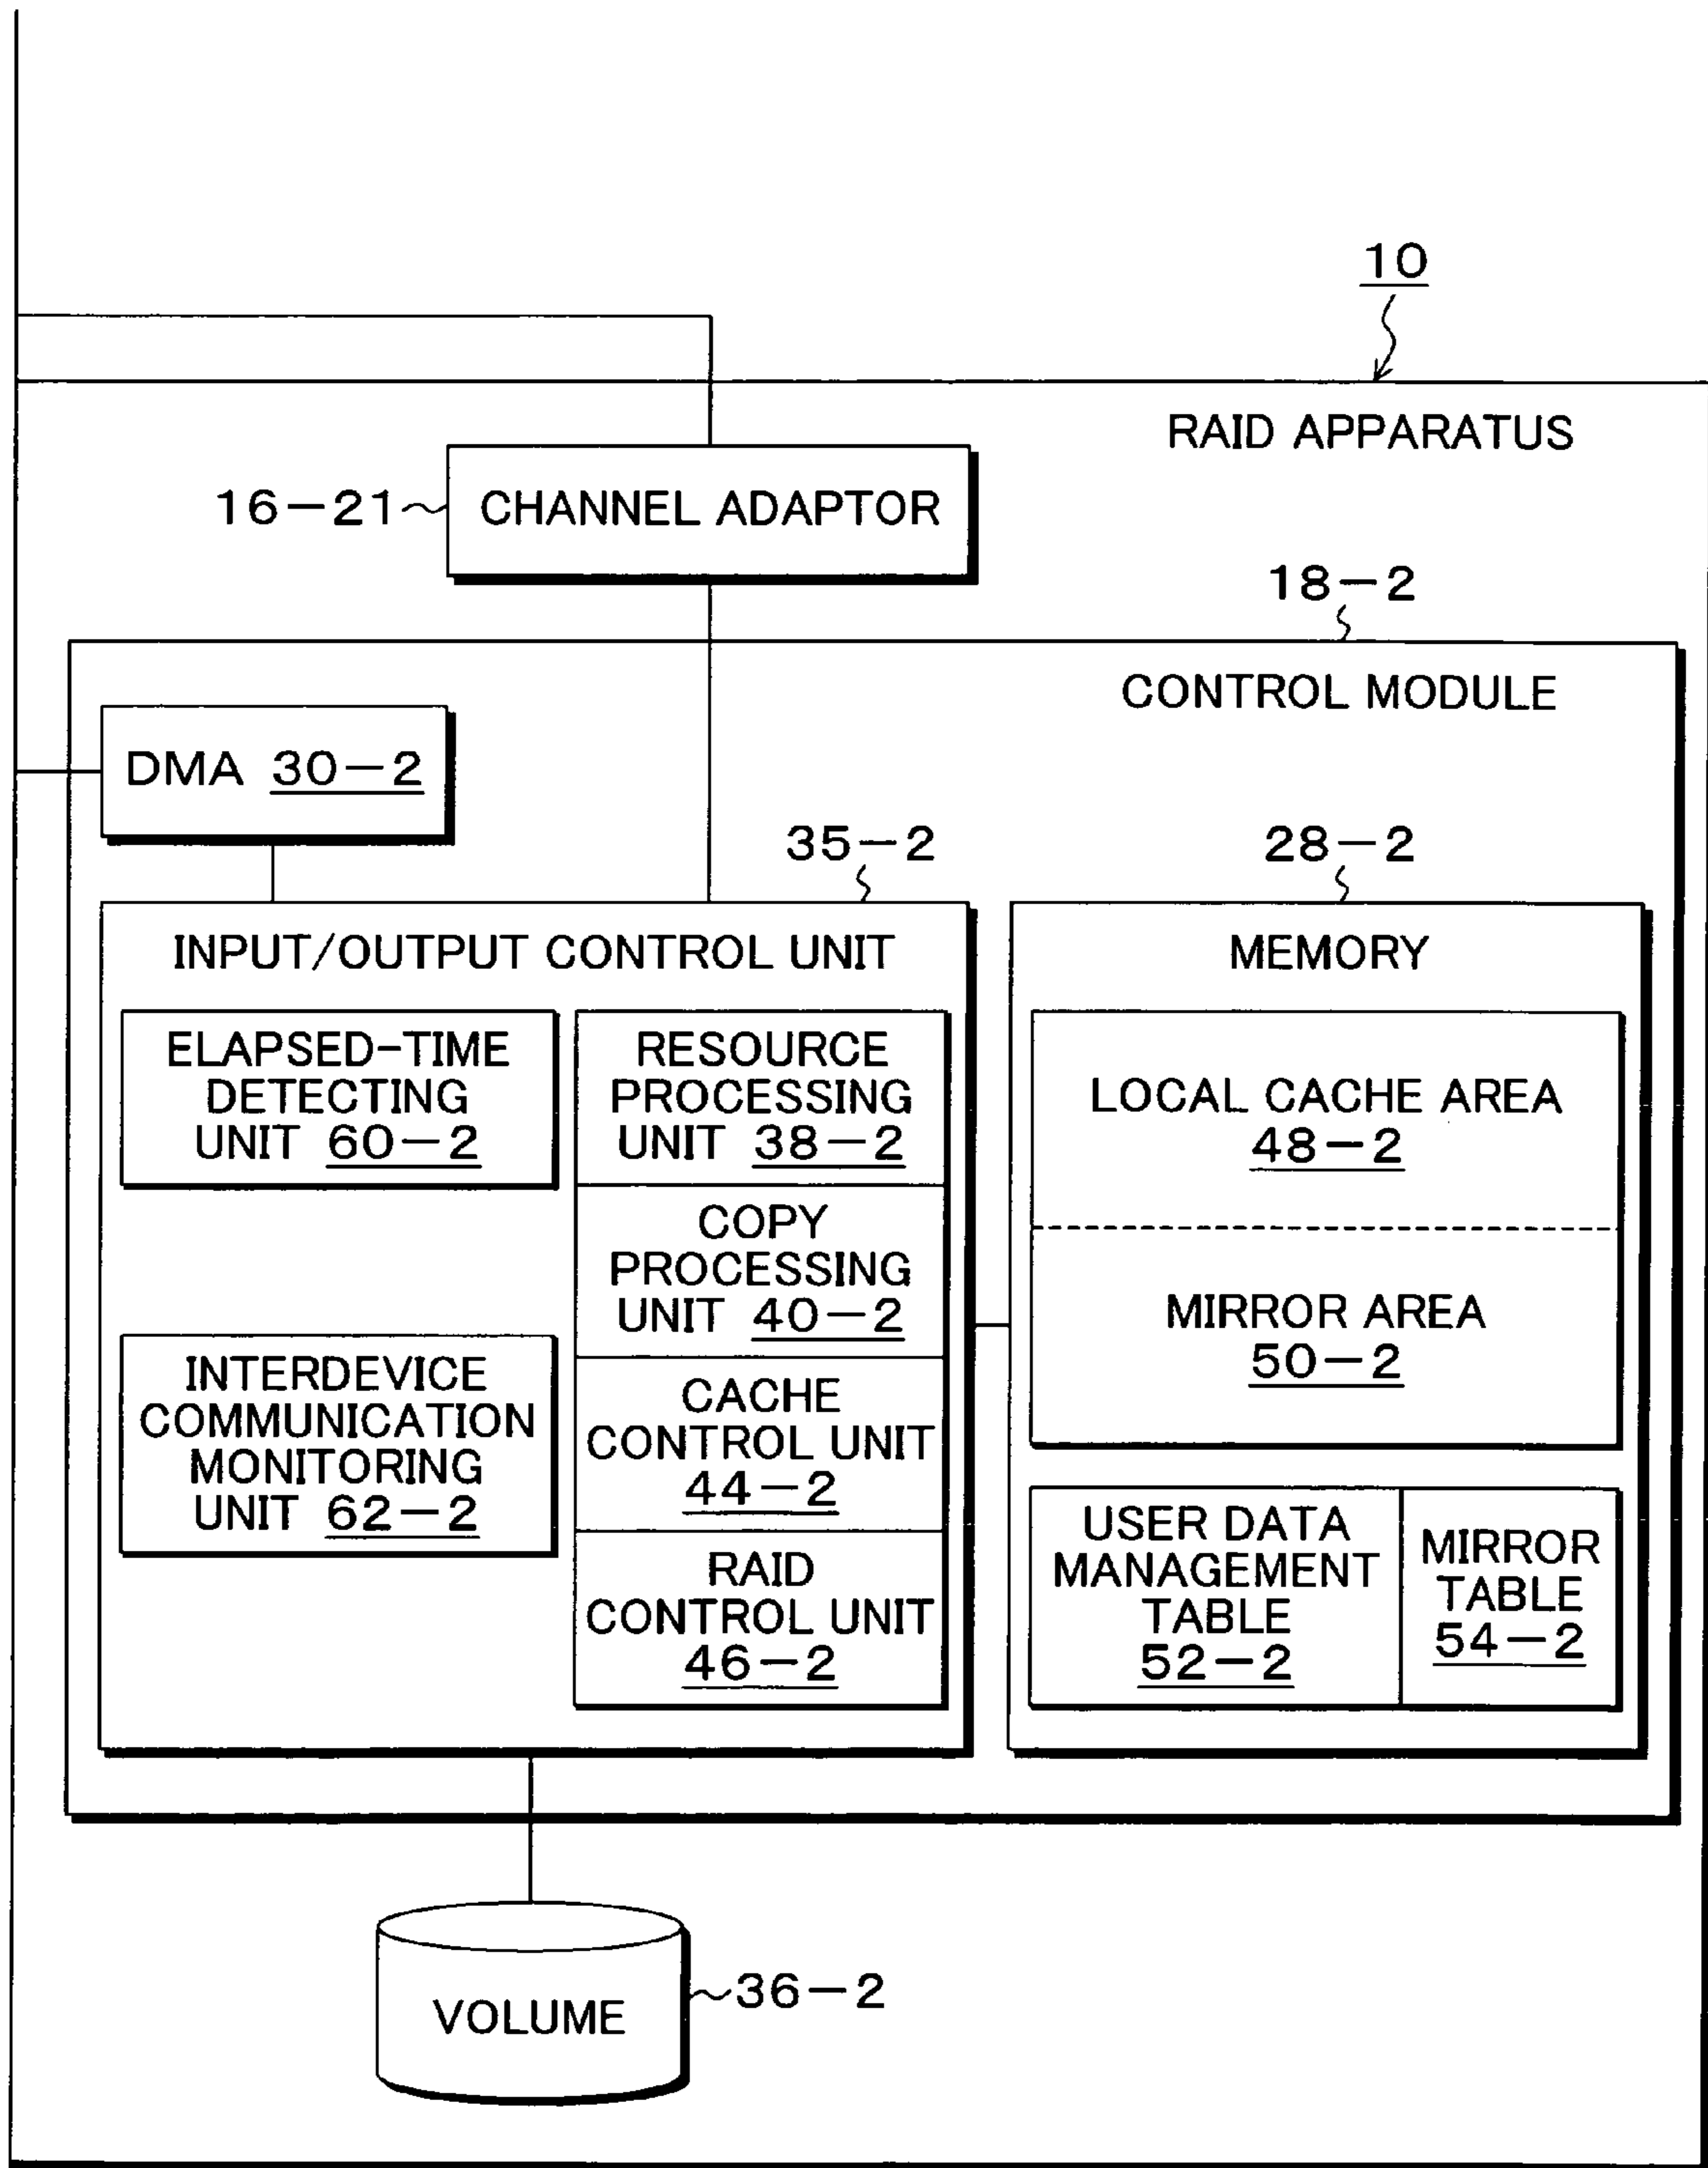 10
RAID APPARATUS
16-21
CHANNEL ADAPTOR
18-2
CONTROL MODULE
DMA 30-2
35-2
28-2
INPUT/OUTPUT CONTROL UNIT
ELAPSED-TIME
DETECTING
UNIT 60-2
INTERDEVICE
COMMUNICATION
MONITORING
UNIT 62-2
RESOURCE
PROCESSING
UNIT 38-2
COPY
PROCESSING
UNIT 40-2
CACHE
CONTROL UNIT
44-2
RAID
CONTROL UNIT
46-2
MEMORY
LOCAL CACHE AREA
48-2
MIRROR AREA
50-2
USER DATA
MANAGEMENT
TABLE
52-2
MIRROR
TABLE
54-2
VOLUME
36-2